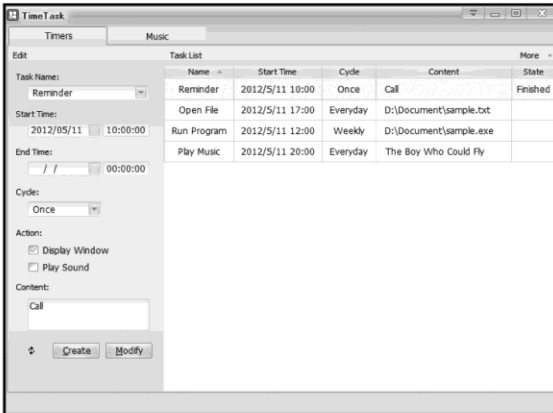 TimeTask
Timers Music
Edit Task List More
Task Name:
Reminder
Start Time:
2012/05/11 10:00:00
End Time:
/ / 00:00:00
Cycle:
Once
Action:
Display Window
Play Sound
Content:
Call
Create Modify
Name Start Time Cycle Content State
Reminder 2012/5/11 10:00 Once Call Finished
Open File 2012/5/11 17:00 Everyday D:\Document\sample.txt
Run Program 2012/5/11 12:00 Weekly D:\Document\sample.exe
Play Music 2012/5/11 20:00 Everyday The Boy Who Could Fly